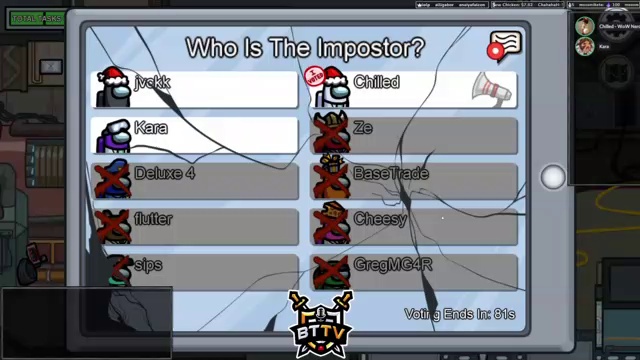 TOTAL TASKS
Who Is The Impostor?
jvckk
I VOTED
Chilled
Kara
Ze
Deluxe 4
BaseTrade
flutter
Cheesy
sips
GregMG4R
Voting Ends In: 81s
BTTV
Kara